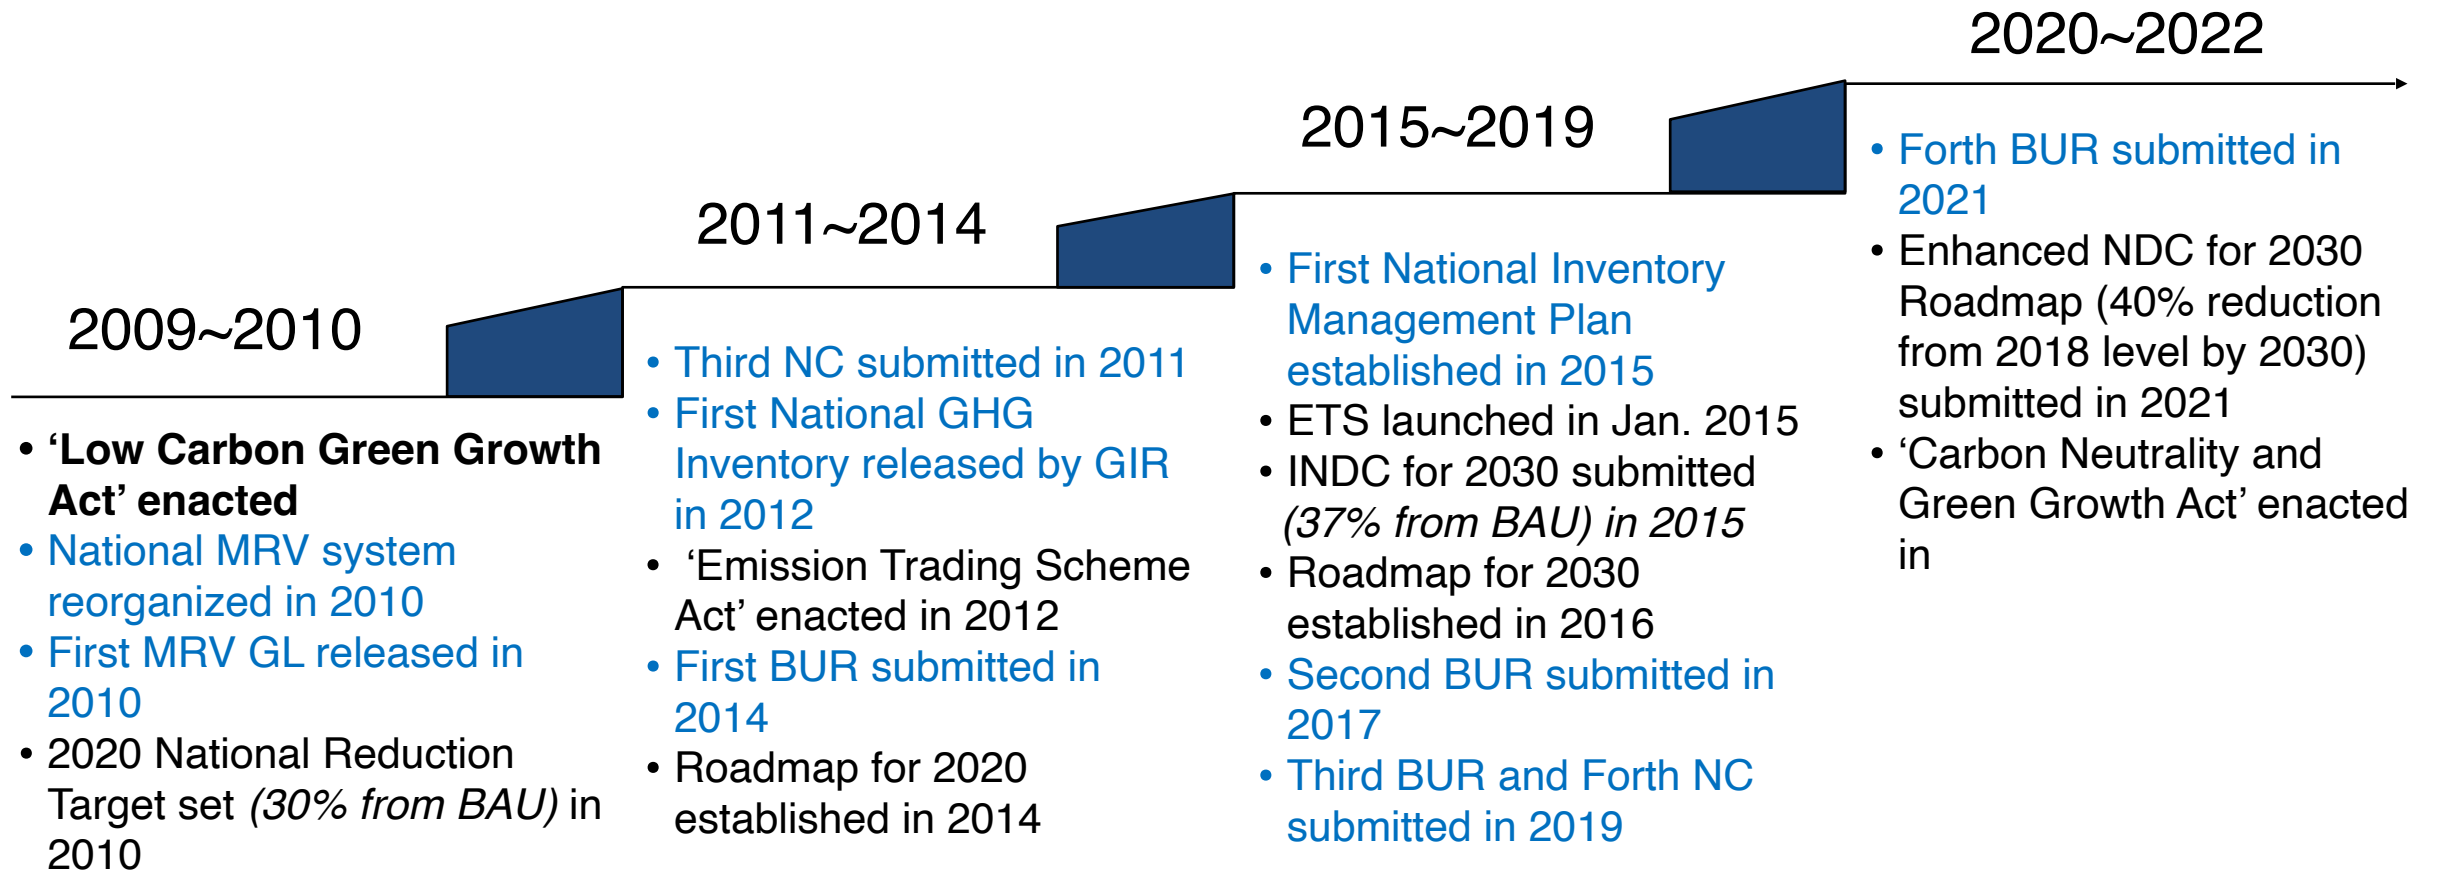 2009~2010
• ‘Low Carbon Green Growth
Act’ enacted
• National MRV system
reorganized in 2010
• First MRV GL released in
2010
• 2020 National Reduction
Target set (30% from BAU) in
2010
2011~2014
• Third NC submitted in 2011
• First National GHG
Inventory released by GIR
in 2012
• ‘Emission Trading Scheme
Act’ enacted in 2012
• First BUR submitted in
2014
• Roadmap for 2020
established in 2014
2015~2019
• First National Inventory
Management Plan
established in 2015
• ETS launched in Jan. 2015
• INDC for 2030 submitted
(37% from BAU) in 2015
• Roadmap for 2030
established in 2016
• Second BUR submitted in
2017
• Third BUR and Forth NC
submitted in 2019
2020~2022
• Forth BUR submitted in
2021
• Enhanced NDC for 2030
Roadmap (40% reduction
from 2018 level by 2030)
submitted in 2021
• ‘Carbon Neutrality and
Green Growth Act’ enacted
in